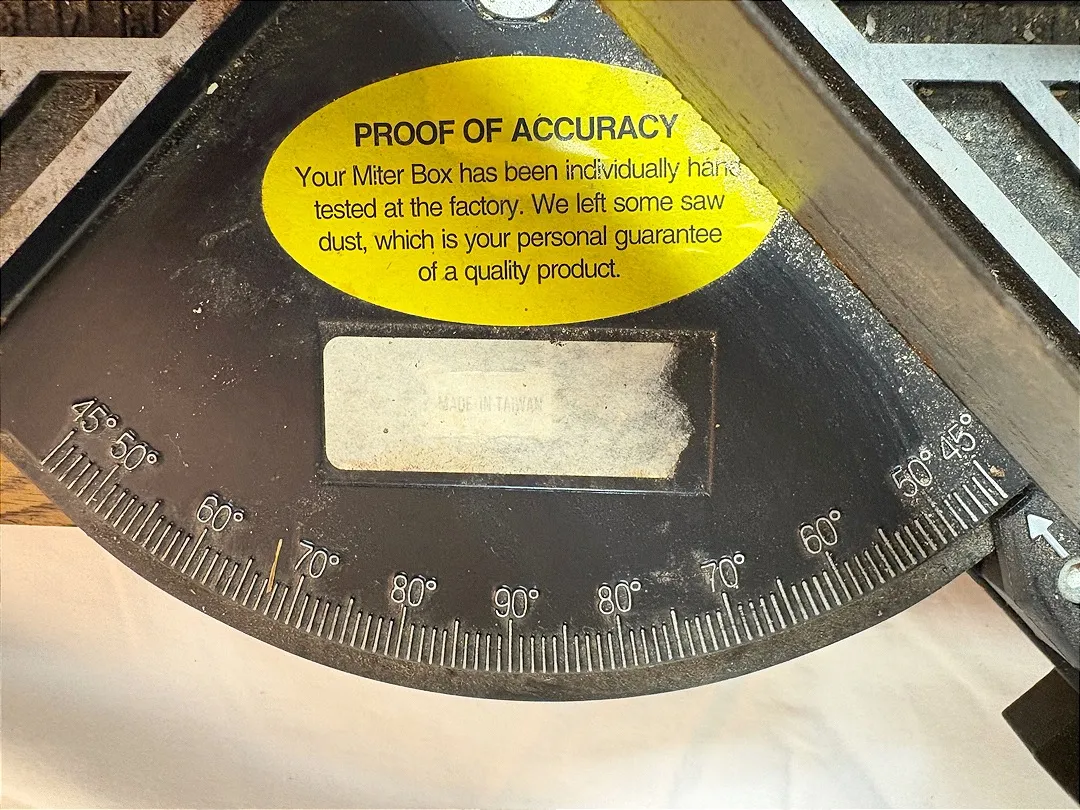 PROOF OF ACCURACY
Your Miter Box has been individually hand
tested at the factory. We left some saw
dust, which is your personal guarantee
of a quality product.
MADE IN TAIWAN
45° 50° 60° 70° 80° 90° 80° 70° 60° 50° 45°